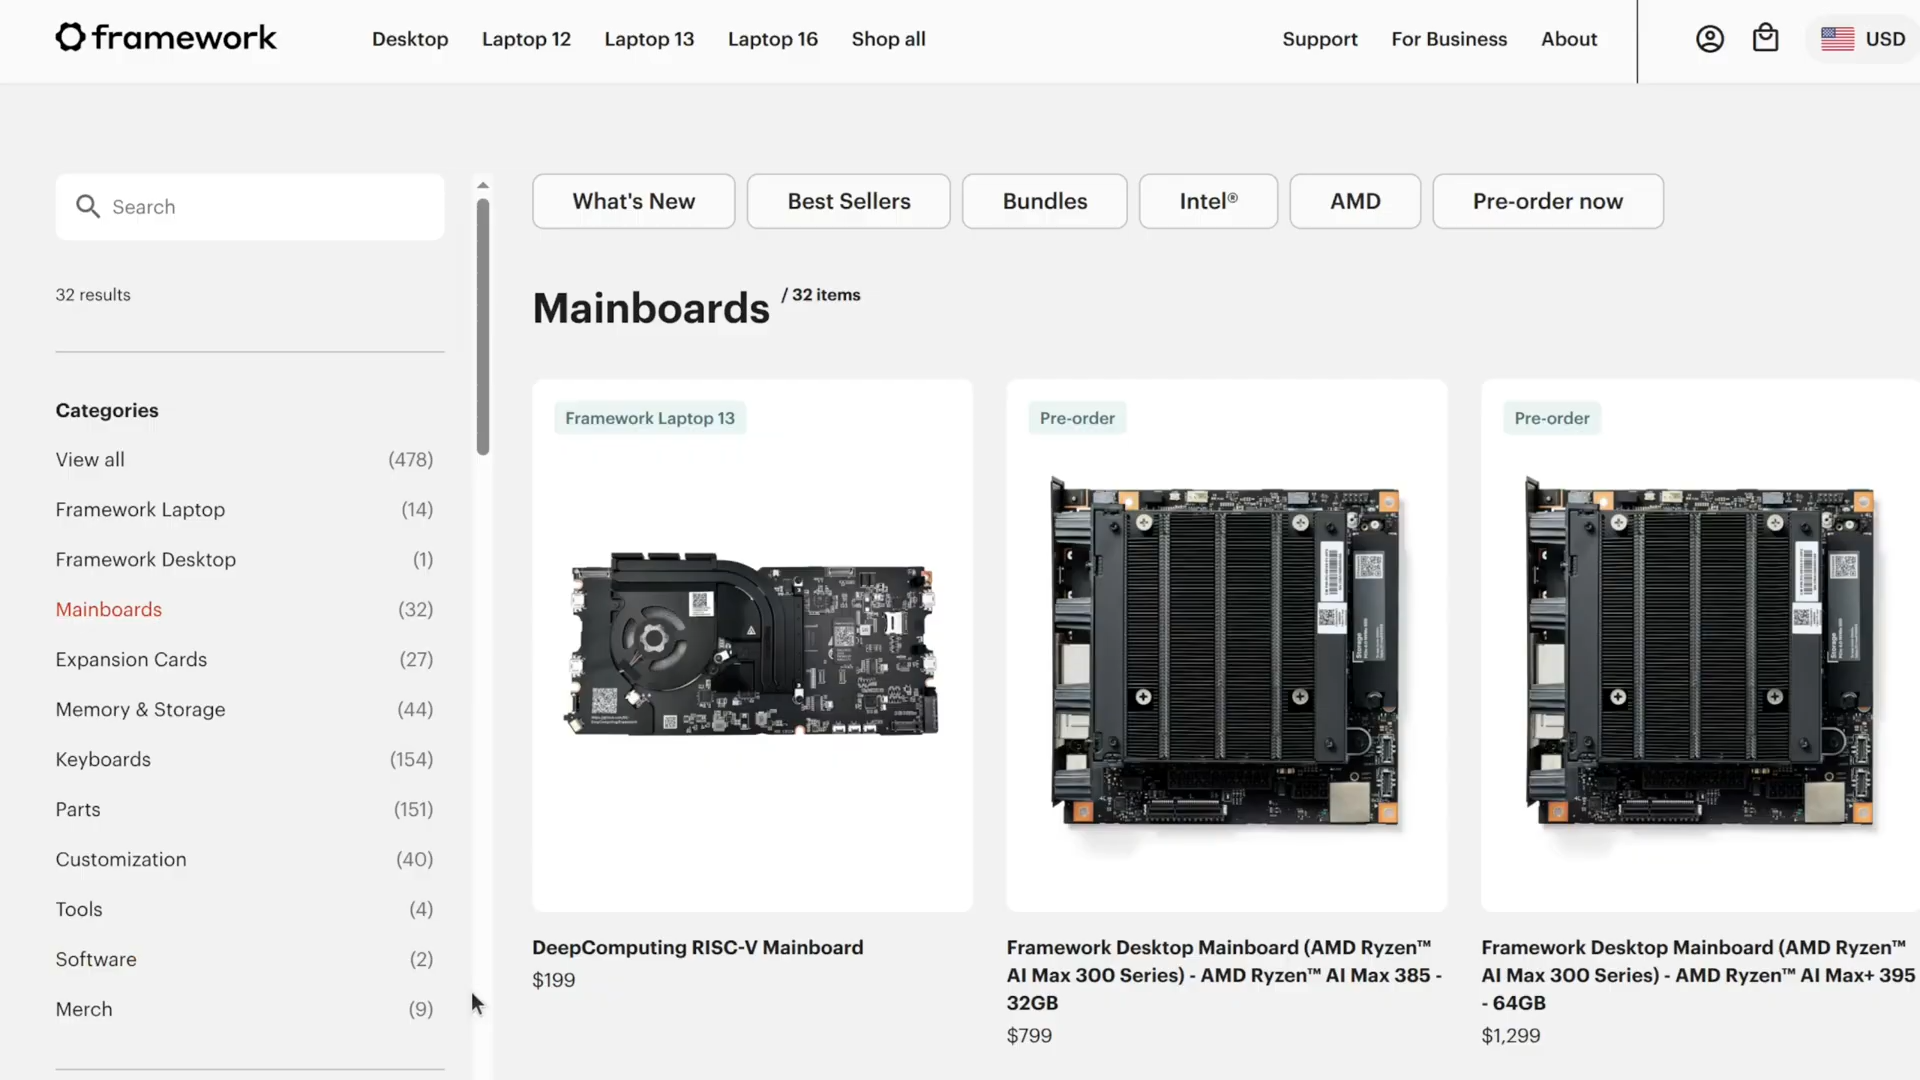 framework
Desktop
Laptop 12
Laptop 13
Laptop 16
Shop all
Support
For Business
About
USD
Search
32 results
Categories
View all (478)
Framework Laptop (14)
Framework Desktop (1)
Mainboards (32)
Expansion Cards (27)
Memory & Storage (44)
Keyboards (154)
Parts (151)
Customization (40)
Tools (4)
Software (2)
Merch (9)
What's New
Best Sellers
Bundles
Intel®
AMD
Pre-order now
Mainboards / 32 items
Framework Laptop 13
DeepComputing RISC-V Mainboard
$199
Pre-order
Storage
Framework Desktop Mainboard (AMD Ryzen™
AI Max 300 Series) - AMD Ryzen™ AI Max 385 -
32GB
$799
Pre-order
Storage
Framework Desktop Mainboard (AMD Ryzen™
AI Max 300 Series) - AMD Ryzen™ AI Max+ 395
- 64GB
$1,299